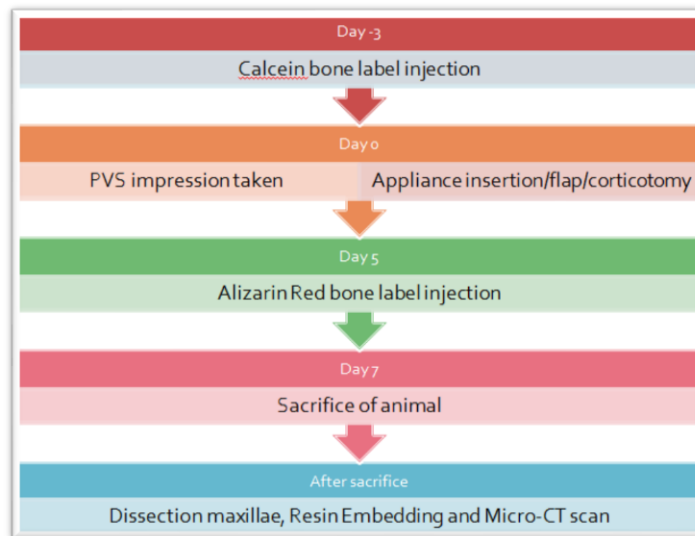 Day -3
Calcein bone label injection
Day 0
PVS impression taken
Appliance insertion/flap/corticotomy
Day 5
Alizarin Red bone label injection
Day 7
Sacrifice of animal
After sacrifice
Dissection maxillae, Resin Embedding and Micro-CT scan